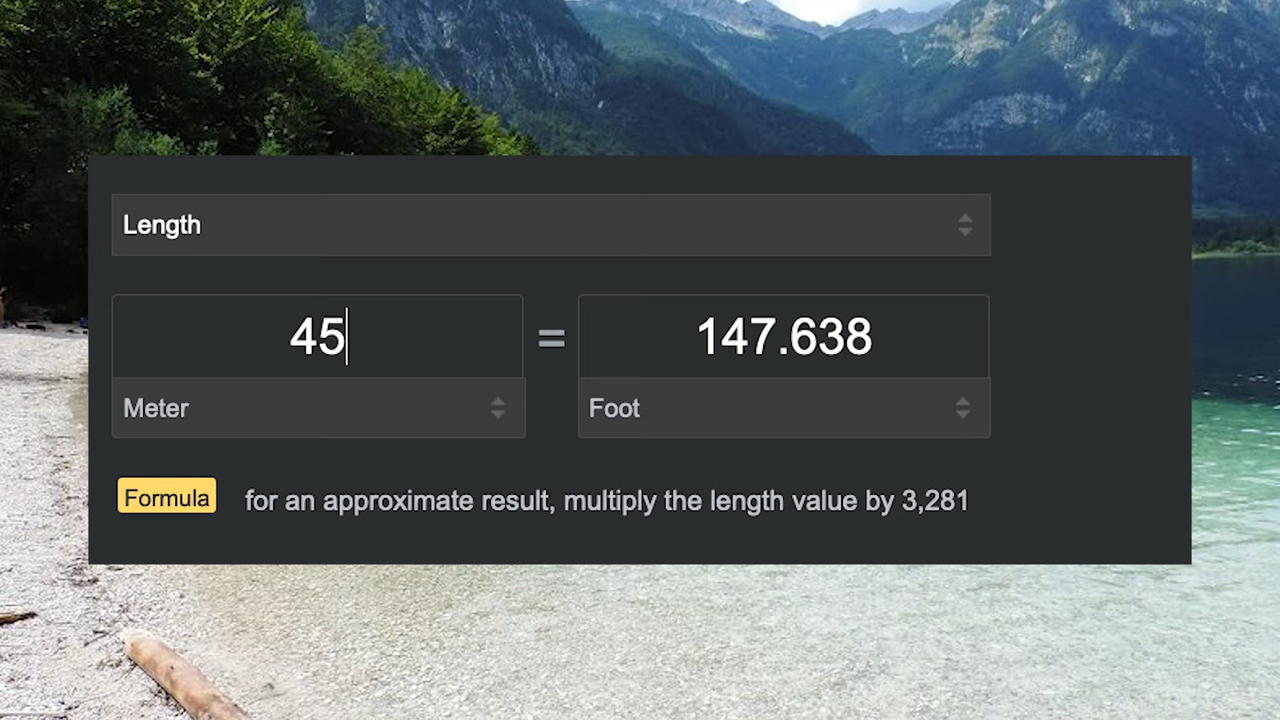 Length
45 = 147.638
Meter Foot
Formula for an approximate result, multiply the length value by 3,281